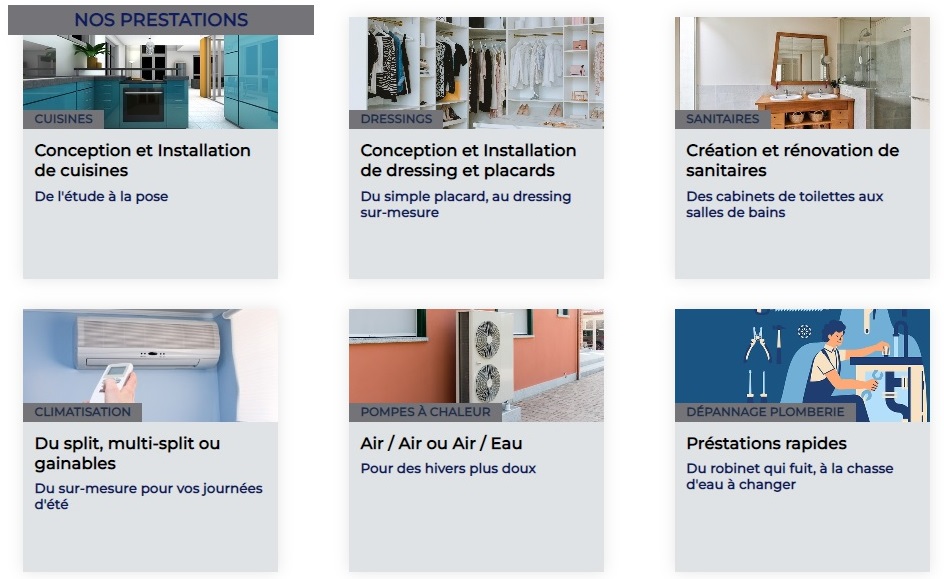 NOS PRESTATIONS
CUISINES
Conception et Installation
de cuisines
De l'étude à la pose
DRESSINGS
Conception et Installation
de dressing et placards
Du simple placard, au dressing
sur-mesure
SANITAIRES
Création et rénovation de
sanitaires
Des cabinets de toilettes aux
salles de bains
CLIMATISATION
Du split, multi-split ou
gainables
Du sur-mesure pour vos journées
d'été
POMPES À CHALEUR
Air / Air ou Air / Eau
Pour des hivers plus doux
DÉPANNAGE PLOMBERIE
Préstations rapides
Du robinet qui fuit, à la chasse
d'eau à changer